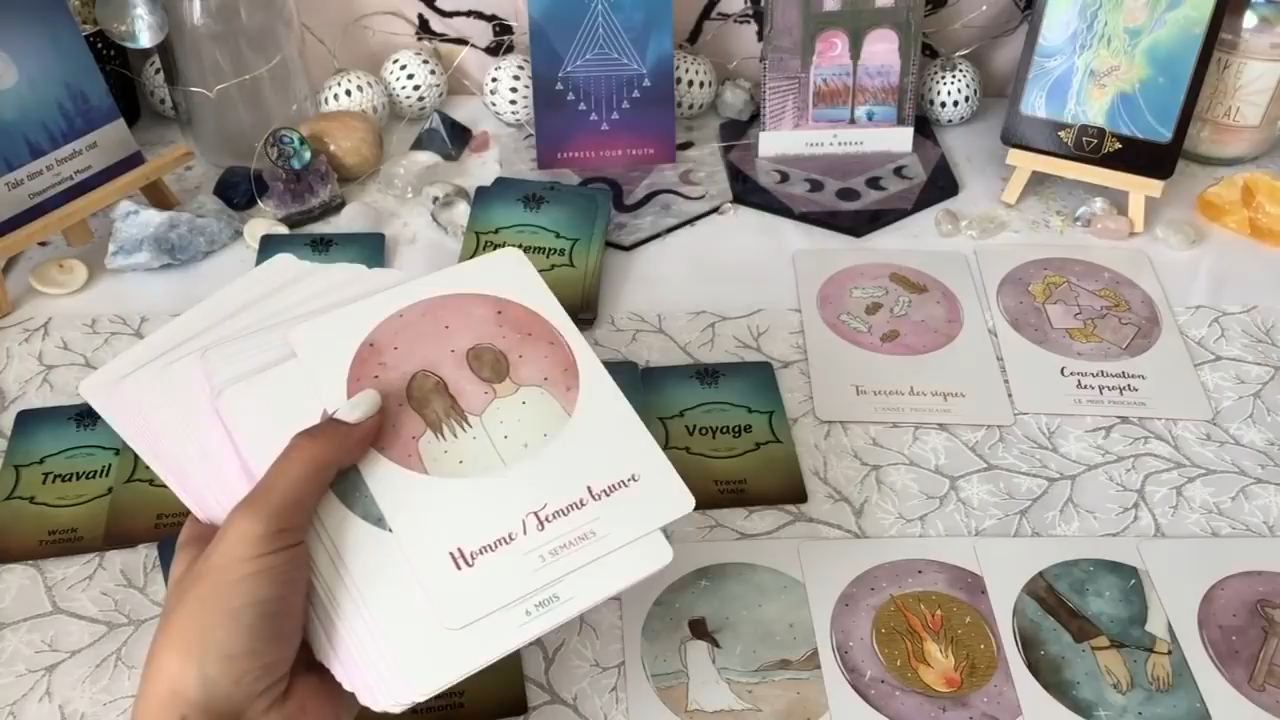 Take time to breathe out
Disseminating Moon
EXPRESS YOUR TRUTH
TAKE A BREAK
VI
Printemps
Tu reçois des signes
L'ANNÉE PROCHAINE
Concrétisation
des projets
LE MOIS PROCHAIN
Travail
Work
Trabajo
Voyage
Travel
Viaje
Homme / Femme brun·e
3 SEMAINES
6 MOIS